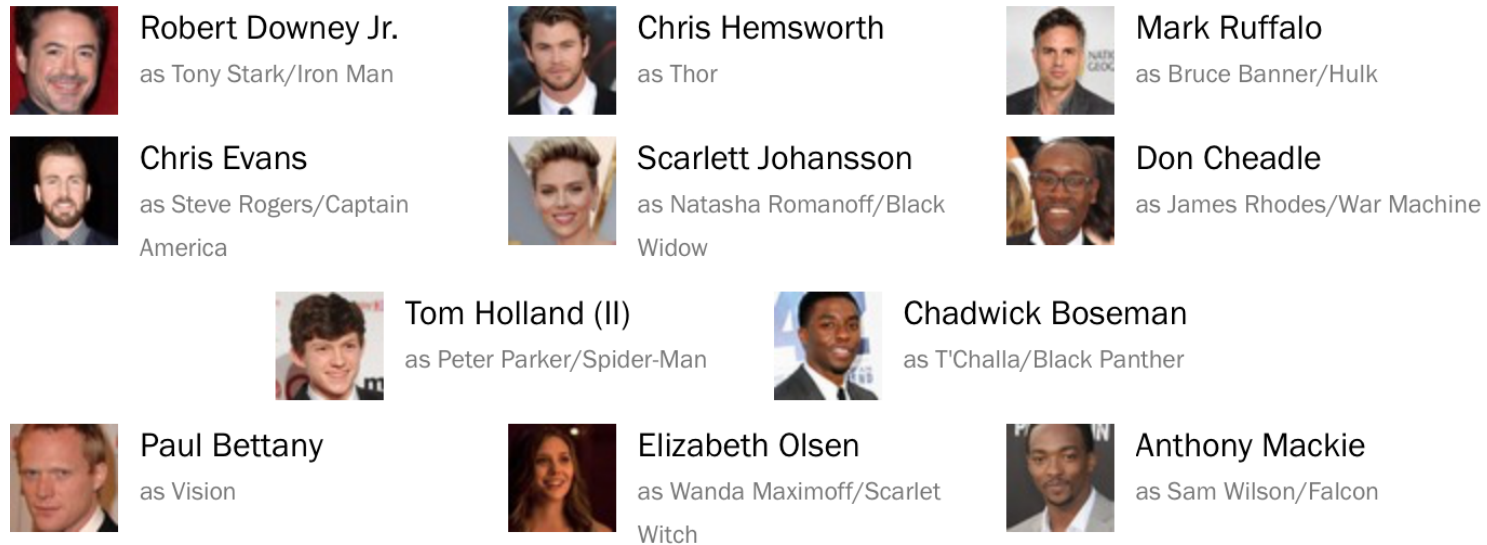 Robert Downey Jr.
as Tony Stark/Iron Man
Chris Hemsworth
as Thor
Mark Ruffalo
as Bruce Banner/Hulk
Chris Evans
as Steve Rogers/Captain
America
Scarlett Johansson
as Natasha Romanoff/Black
Widow
Don Cheadle
as James Rhodes/War Machine
Tom Holland (II)
as Peter Parker/Spider-Man
Chadwick Boseman
as T'Challa/Black Panther
Paul Bettany
as Vision
Elizabeth Olsen
as Wanda Maximoff/Scarlet
Witch
Anthony Mackie
as Sam Wilson/Falcon